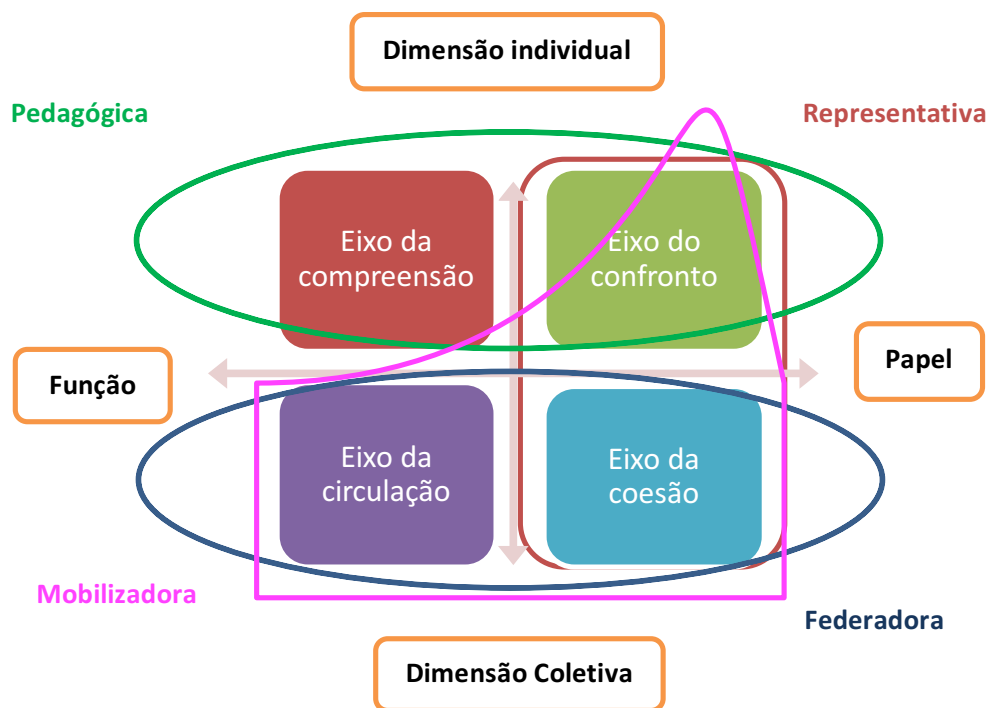 Dimensão individual
Pedagógica
Representativa
Eixo da
compreensão
Eixo do
confronto
Função
Papel
Eixo da
circulação
Eixo da
coesão
Mobilizadora
Federadora
Dimensão Coletiva